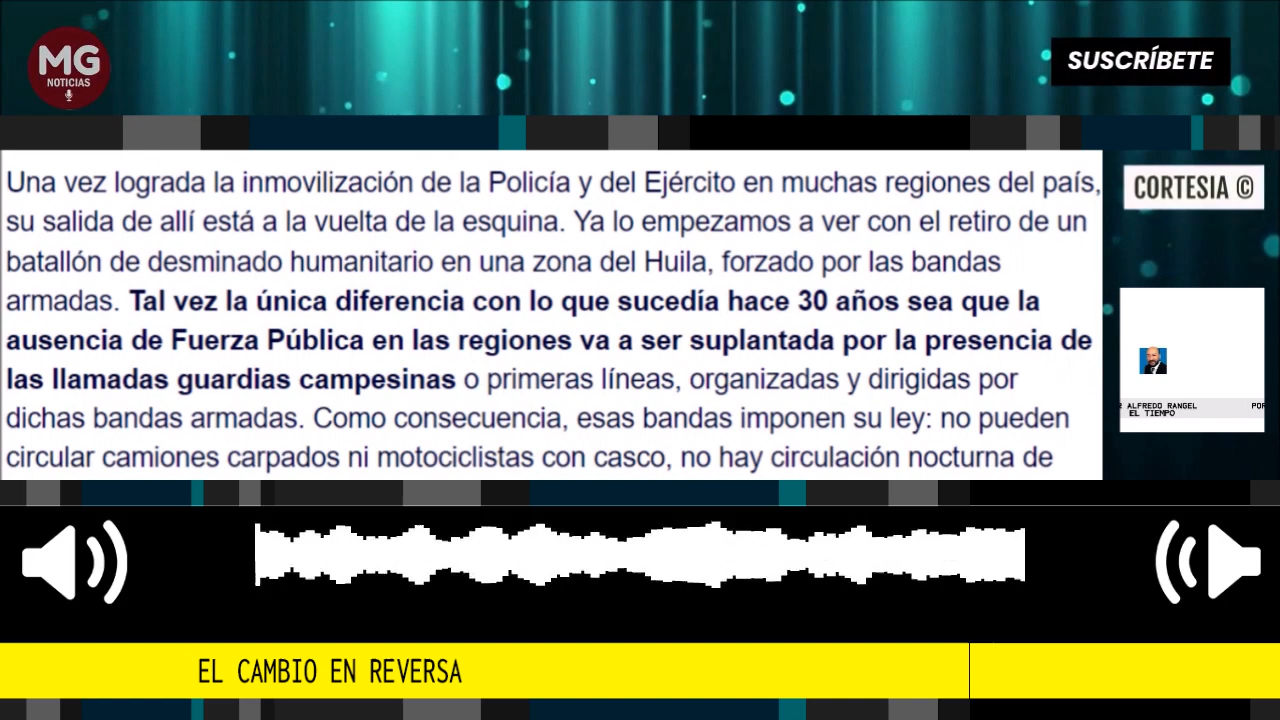 MG
NOTICIAS
SUSCRÍBETE
Una vez lograda la inmovilización de la Policía y del Ejército en muchas regiones del país,
su salida de allí está a la vuelta de la esquina. Ya lo empezamos a ver con el retiro de un
batallón de desminado humanitario en una zona del Huila, forzado por las bandas
armadas. Tal vez la única diferencia con lo que sucedía hace 30 años sea que la
ausencia de Fuerza Pública en las regiones va a ser suplantada por la presencia de
las llamadas guardias campesinas o primeras líneas, organizadas y dirigidas por
dichas bandas armadas. Como consecuencia, esas bandas imponen su ley: no pueden
circular camiones carpados ni motociclistas con casco, no hay circulación nocturna de
CORTESIA ©
R ALFREDO RANGEL POR
EL TIEMPO
EL CAMBIO EN REVERSA